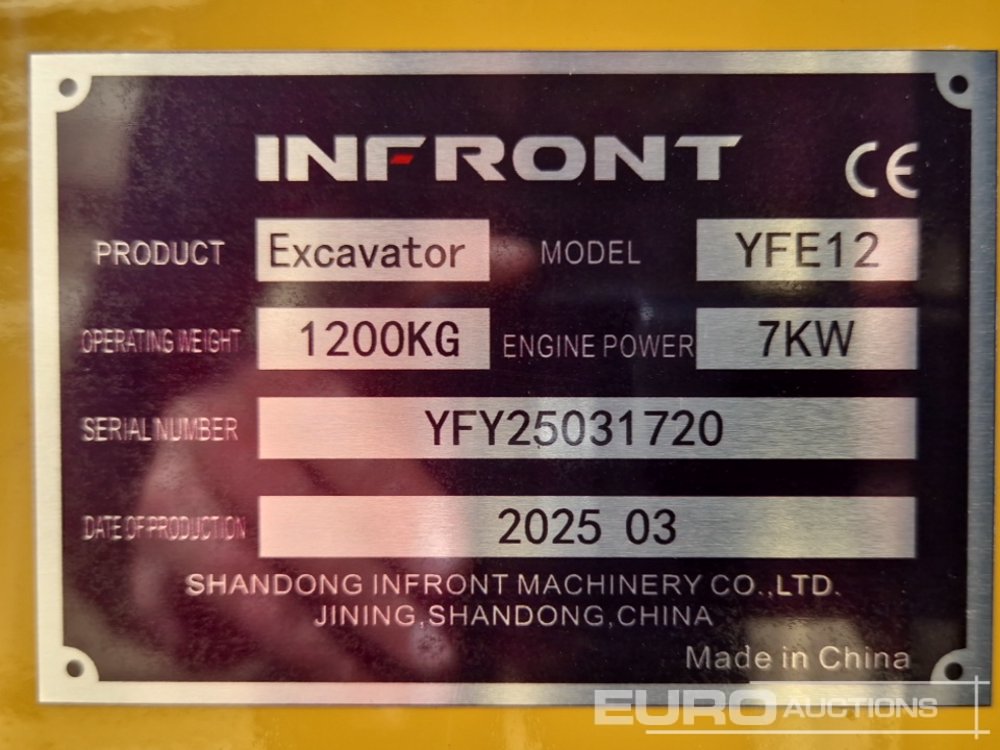 INFRONT CE
PRODUCT Excavator MODEL YFE12
OPERATING WEIGHT 1200KG ENGINE POWER 7KW
SERIAL NUMBER YFY25031720
DATE OF PRODUCTION 2025 03
SHANDONG INFRONT MACHINERY CO.,LTD.
JINING,SHANDONG,CHINA
Made in China
EURO AUCTIONS